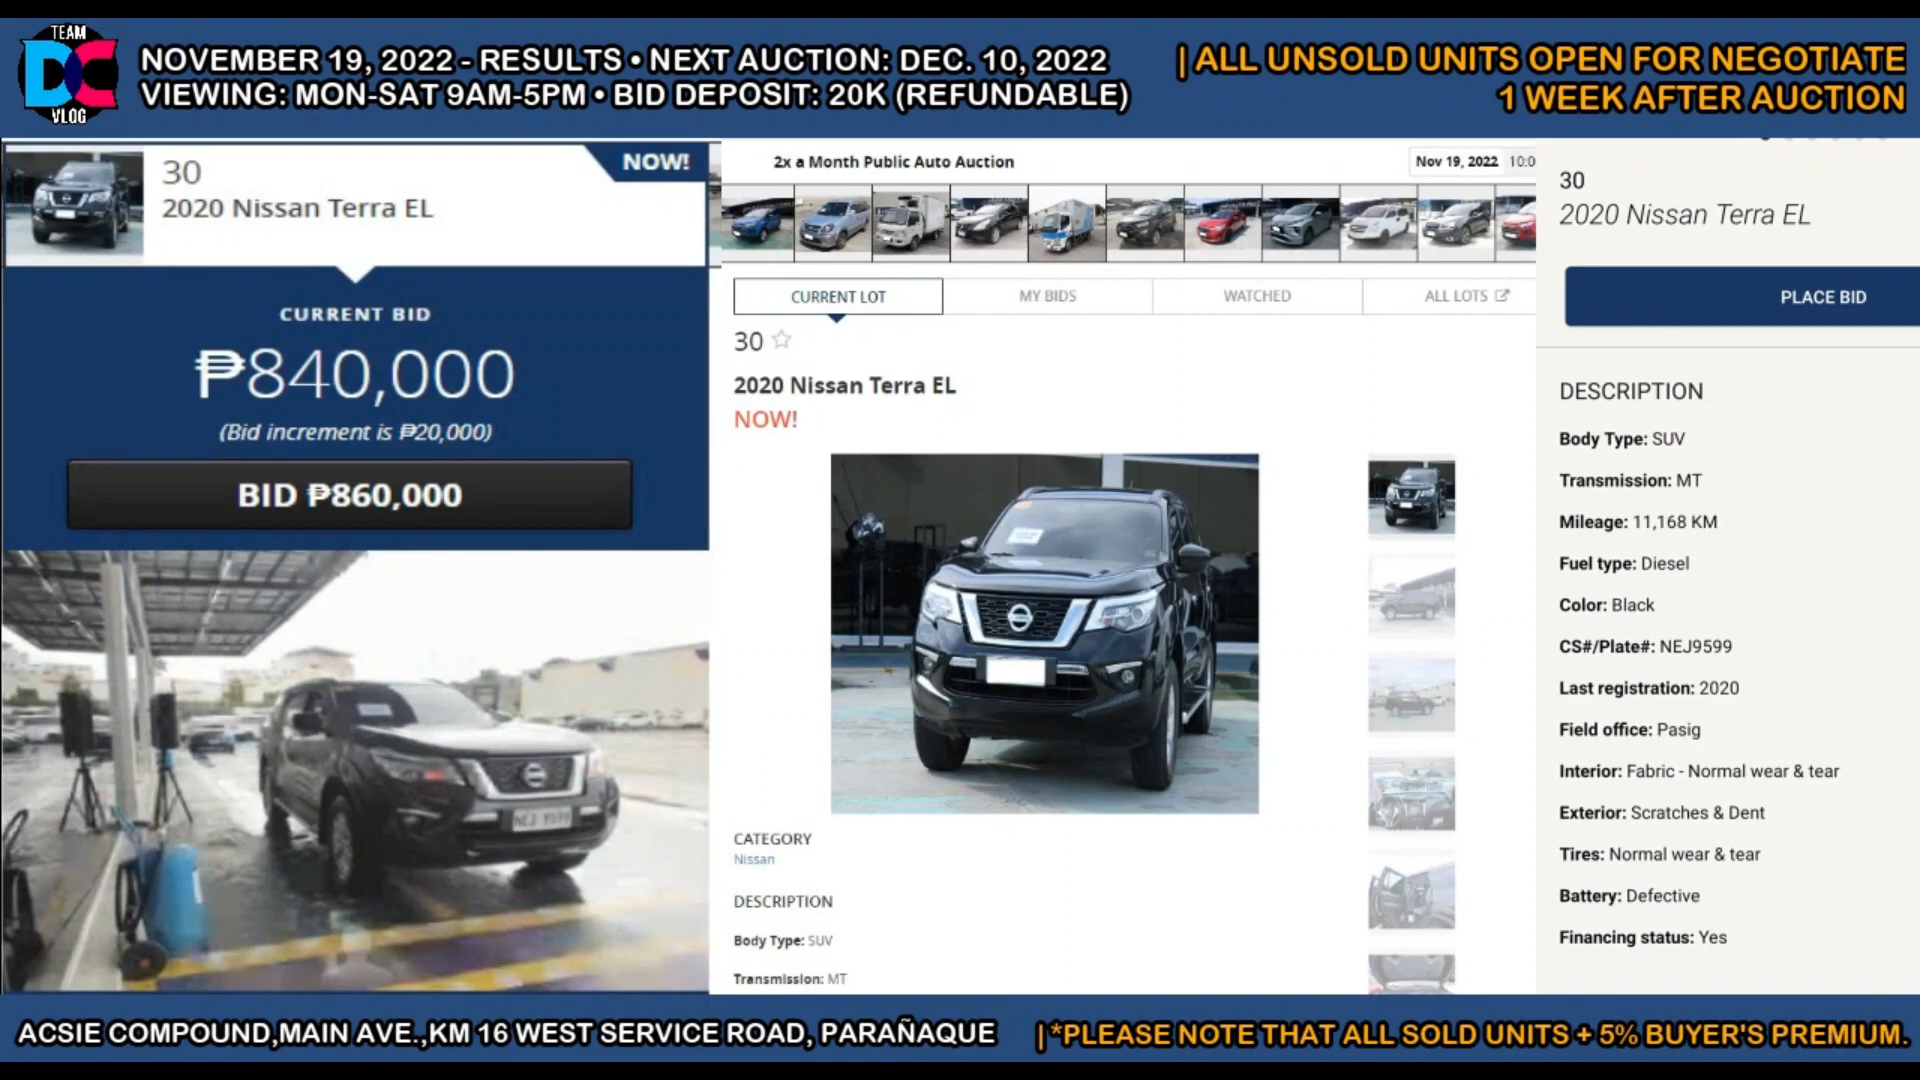 TEAM
DC
VLOG
NOVEMBER 19, 2022 - RESULTS • NEXT AUCTION: DEC. 10, 2022
VIEWING: MON-SAT 9AM-5PM • BID DEPOSIT: 20K (REFUNDABLE)
| ALL UNSOLD UNITS OPEN FOR NEGOTIATE
1 WEEK AFTER AUCTION
30
2020 Nissan Terra EL
NOW!
CURRENT BID
₱840,000
(Bid increment is ₱20,000)
BID ₱860,000
NEJ 9599
2x a Month Public Auto Auction
Nov 19, 2022 10:0
CURRENT LOT
MY BIDS
WATCHED
ALL LOTS
30
2020 Nissan Terra EL
NOW!
CATEGORY
Nissan
DESCRIPTION
Body Type: SUV
Transmission: MT
30
2020 Nissan Terra EL
PLACE BID
DESCRIPTION
Body Type: SUV
Transmission: MT
Mileage: 11,168 KM
Fuel type: Diesel
Color: Black
CS#/Plate#: NEJ9599
Last registration: 2020
Field office: Pasig
Interior: Fabric - Normal wear & tear
Exterior: Scratches & Dent
Tires: Normal wear & tear
Battery: Defective
Financing status: Yes
ACSIE COMPOUND,MAIN AVE.,KM 16 WEST SERVICE ROAD, PARAÑAQUE
|*PLEASE NOTE THAT ALL SOLD UNITS + 5% BUYER'S PREMIUM.